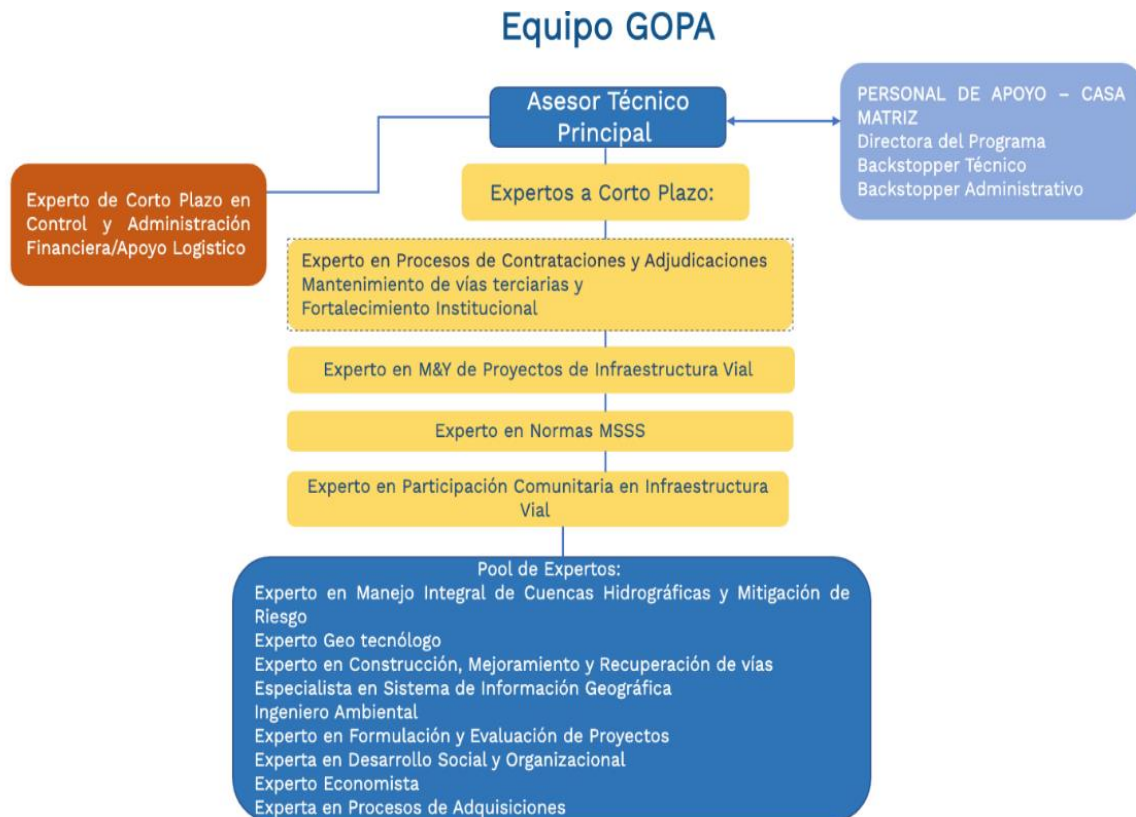 Equipo GOPA
Asesor Técnico
Principal
PERSONAL DE APOYO – CASA
MATRIZ
Directora del Programa
Backstopper Técnico
Backstopper Administrativo
Experto de Corto Plazo en
Control y Administración
Financiera/Apoyo Logistico
Expertos a Corto Plazo:
Experto en Procesos de Contrataciones y Adjudicaciones
Mantenimiento de vías terciarias y
Fortalecimiento Institucional
Experto en M&Y de Proyectos de Infraestructura Vial
Experto en Normas MSSS
Experto en Participación Comunitaria en Infraestructura
Vial
Pool de Expertos:
Experto en Manejo Integral de Cuencas Hidrográficas y Mitigación de
Riesgo
Experto Geo tecnólogo
Experto en Construcción, Mejoramiento y Recuperación de vías
Especialista en Sistema de Información Geográfica
Ingeniero Ambiental
Experto en Formulación y Evaluación de Proyectos
Experta en Desarrollo Social y Organizacional
Experto Economista
Experta en Procesos de Adquisiciones